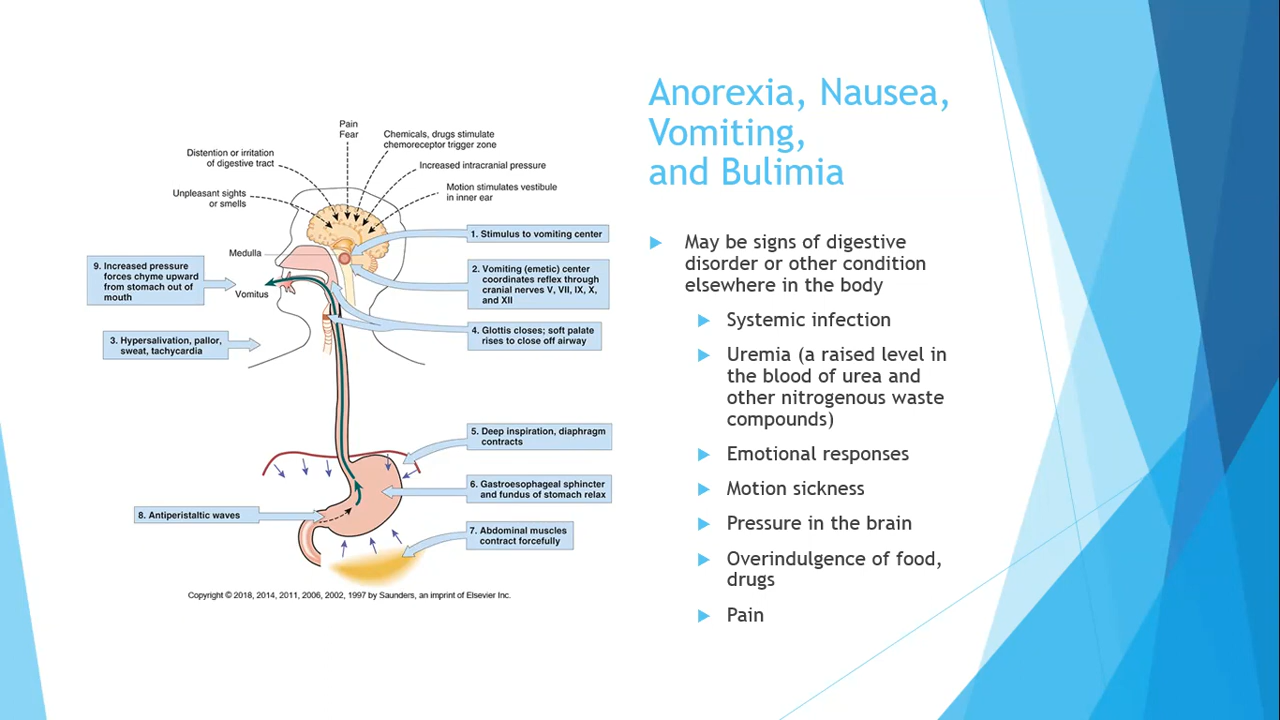 Anorexia, Nausea,
Vomiting,
and Bulimia
Pain
Fear
Chemicals, drugs stimulate
chemoreceptor trigger zone
Distention or irritation
of digestive tract
Increased intracranial pressure
Unpleasant sights
or smells
Motion stimulates vestibule
in inner ear
1. Stimulus to vomiting center
Medulla
2. Vomiting (emetic) center
coordinates reflex through
cranial nerves V, VII, IX, X,
and XII
9. Increased pressure
forces chyme upward
from stomach out of
mouth
Vomitus
4. Glottis closes; soft palate
rises to close off airway
3. Hypersalivation, pallor,
sweat, tachycardia
5. Deep inspiration, diaphragm
contracts
6. Gastroesophageal sphincter
and fundus of stomach relax
8. Antiperistaltic waves
7. Abdominal muscles
contract forcefully
Copyright © 2018, 2014, 2011, 2006, 2002, 1997 by Saunders, an imprint of Elsevier Inc.
May be signs of digestive
disorder or other condition
elsewhere in the body
Systemic infection
Uremia (a raised level in
the blood of urea and
other nitrogenous waste
compounds)
Emotional responses
Motion sickness
Pressure in the brain
Overindulgence of food,
drugs
Pain